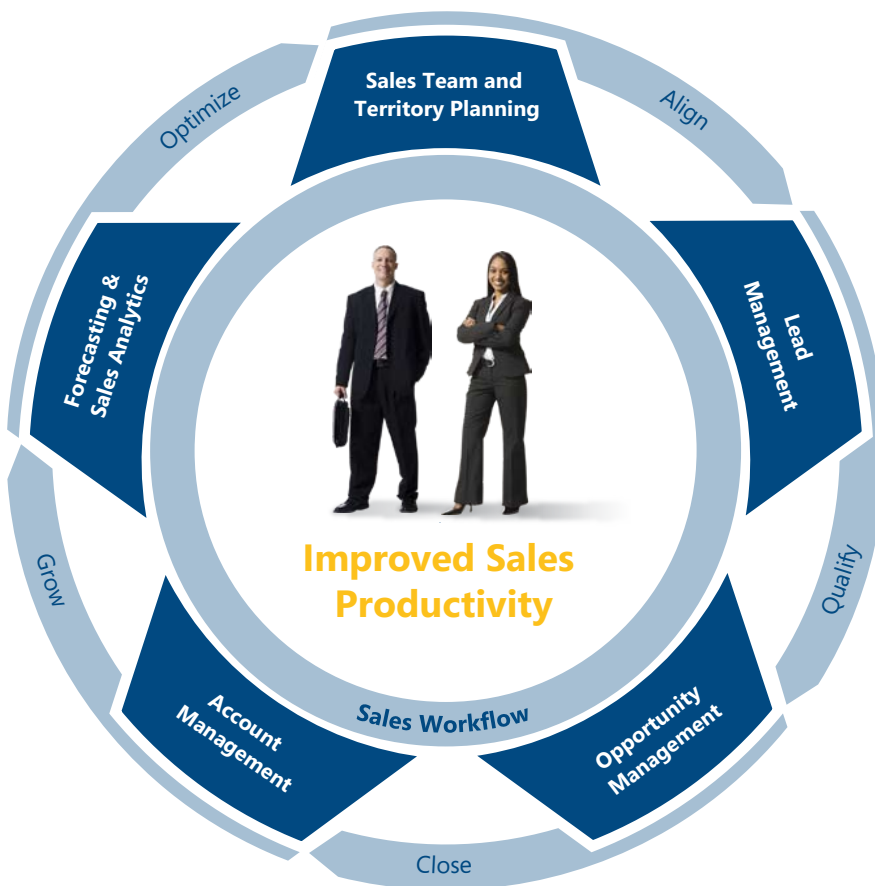 Sales Team and
Territory Planning
Align
Lead
Management
Qualify
Opportunity
Management
Close
Account
Management
Grow
Forecasting &
Sales Analytics
Optimize
Improved Sales
Productivity
Sales Workflow